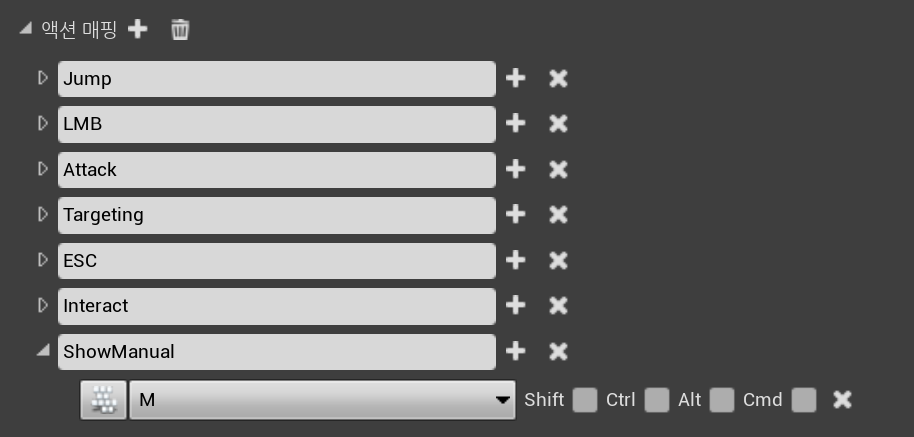 액션 매핑
Jump
LMB
Attack
Targeting
ESC
Interact
ShowManual
M Shift Ctrl Alt Cmd